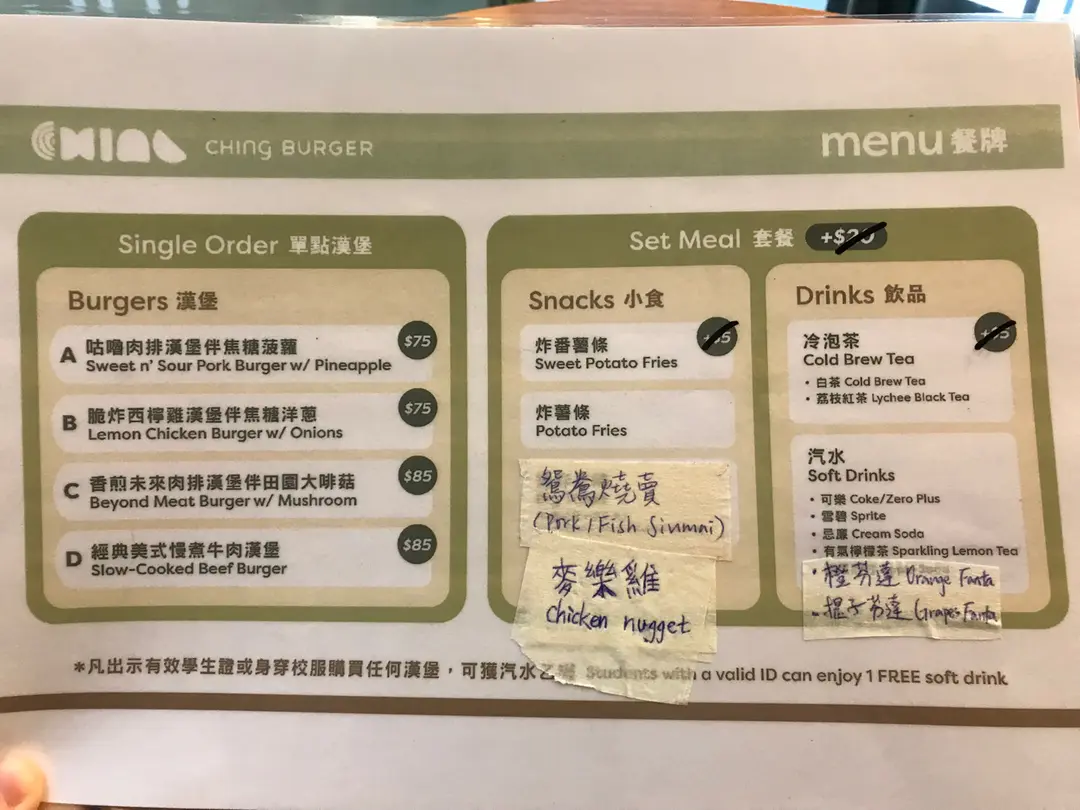 CHING BURGER
menu 餐牌
Single Order 單點漢堡
Burgers 漢堡
A 咕嚕肉排漢堡伴焦糖菠蘿 $75
Sweet n' Sour Pork Burger w/ Pineapple
B 脆炸西檸雞漢堡伴焦糖洋蔥 $75
Lemon Chicken Burger w/ Onions
C 香煎未來肉排漢堡伴田園大啡菇 $85
Beyond Meat Burger w/ Mushroom
D 經典美式慢煮牛肉漢堡 $85
Slow-Cooked Beef Burger
Set Meal 套餐 +$20
Snacks 小食
炸番薯條
Sweet Potato Fries
炸薯條
Potato Fries
鴛鴦燒賣
(Pork/Fish Siumai)
麥樂雞
Chicken nugget
Drinks 飲品
冷泡茶
Cold Brew Tea
• 白茶 Cold Brew Tea
• 荔枝紅茶 Lychee Black Tea
汽水
Soft Drinks
• 可樂 Coke/Zero Plus
• 雪碧 Sprite
• 忌廉 Cream Soda
• 有氣檸檬茶 Sparkling Lemon Tea
• 橙芬達 Orange Fanta
• 提子芬達 Grapes Fanta
*凡出示有效學生證或身穿校服購買任何漢堡，可獲汽水乙 Students with a valid ID can enjoy 1 FREE soft drink